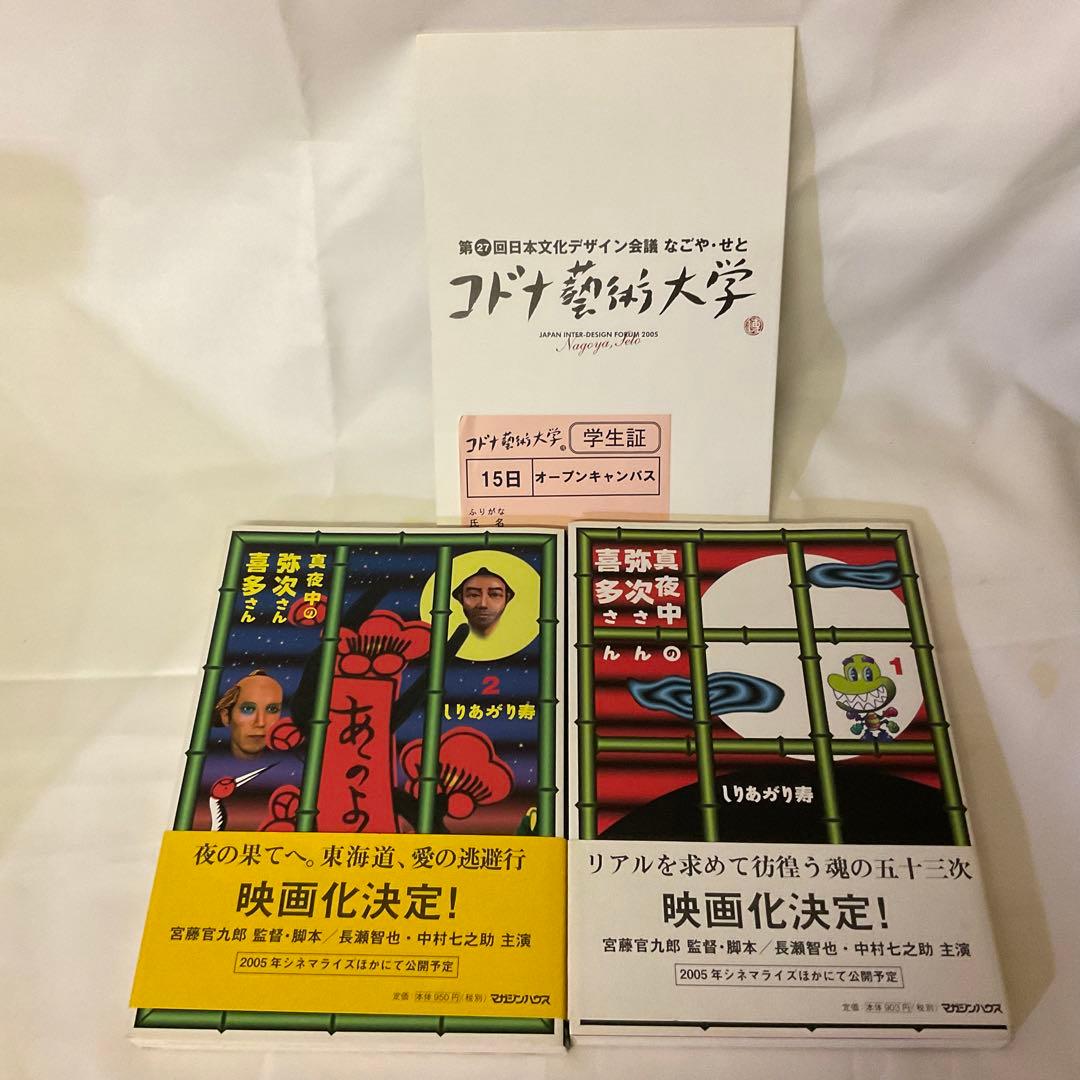 第27回日本文化デザイン会議 なごや・せと
コドナ藝術大学
JAPAN INTER-DESIGN FORUM 2005
Nagoya, Seto
コドナ藝術大学 学生証
15日 オープンキャンパス
ふりがな
氏 名
真夜中の
弥次さん
喜多さん
2
しりあがり寿
あのよ
夜の果てへ。東海道、愛の逃避行
映画化決定!
宮藤官九郎 監督・脚本/長瀬智也・中村七之助 主演
2005年シネマライズほかにて公開予定
定価 本体950円(税別) マガジンハウス
真夜中の
弥次さん
喜多さん
1
しりあがり寿
リアルを求めて彷徨う魂の五十三次
映画化決定!
宮藤官九郎 監督・脚本/長瀬智也・中村七之助 主演
2005年シネマライズほかにて公開予定
定価 本体903円(税別) マガジンハウス